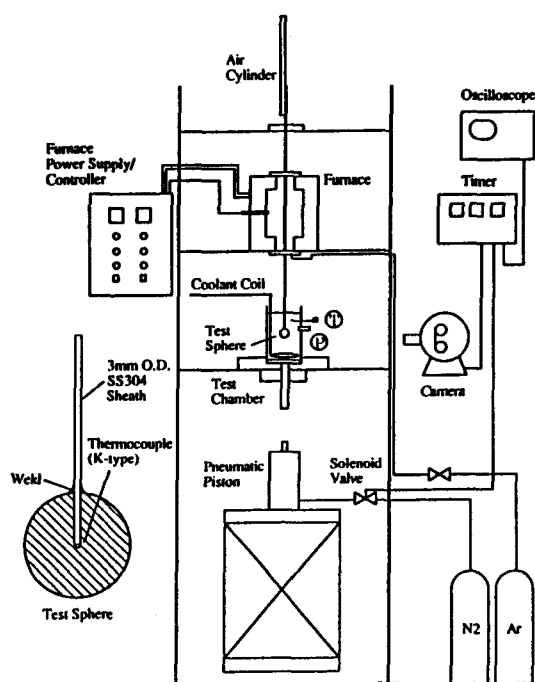 Air
Cylinder
Oscilloscope
Furnace
Power Supply/
Controller
Furnace
Timer
Coolant Coil
"T"
Test
Sphere
"P"
3mm O.D.
SS304
Sheath
Test
Chamber
Camera
Thermocouple
(K-type)
Weld
Pneumatic
Piston
Solenoid
Valve
Test Sphere
N2
Ar